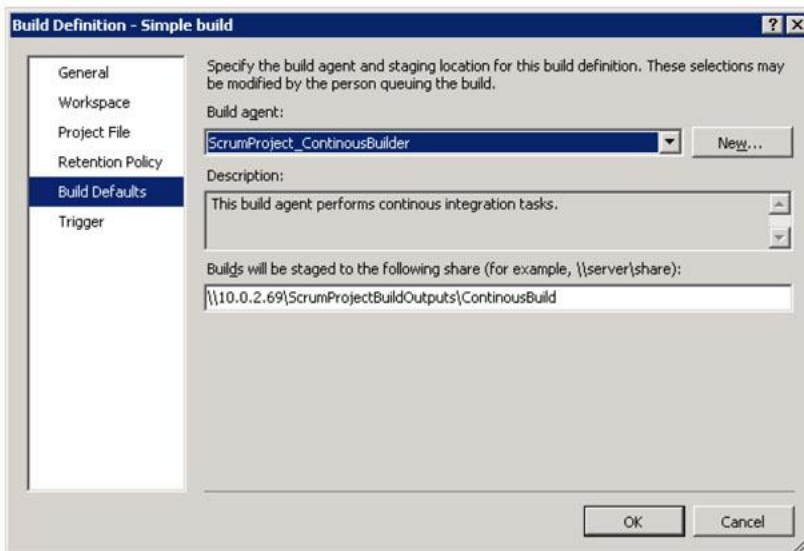 Build Definition - Simple build
General
Workspace
Project File
Retention Policy
Build Defaults
Trigger
Specify the build agent and staging location for this build definition. These selections may
be modified by the person queuing the build.
Build agent:
ScrumProject_ContinousBuilder
New...
Description:
This build agent performs continous integration tasks.
Builds will be staged to the following share (for example, \\server\share):
\\10.0.2.69\ScrumProjectBuildOutputs\ContinousBuild
OK
Cancel